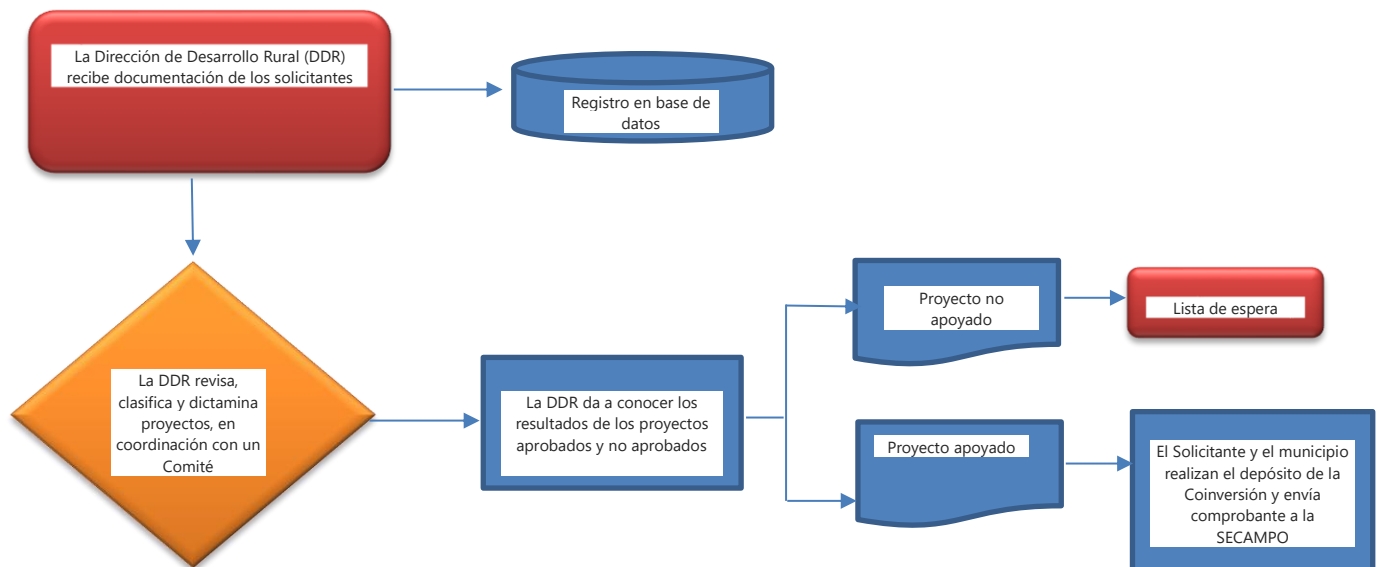 La Dirección de Desarrollo Rural (DDR)
recibe documentación de los solicitantes
Registro en base de
datos
La DDR revisa,
clasifica y dictamina
proyectos, en
coordinación con un
Comité
La DDR da a conocer los
resultados de los proyectos
aprobados y no aprobados
Proyecto no
apoyado
Lista de espera
Proyecto apoyado
El Solicitante y el municipio
realizan el depósito de la
Coinversión y envía
comprobante a la
SECAMPO